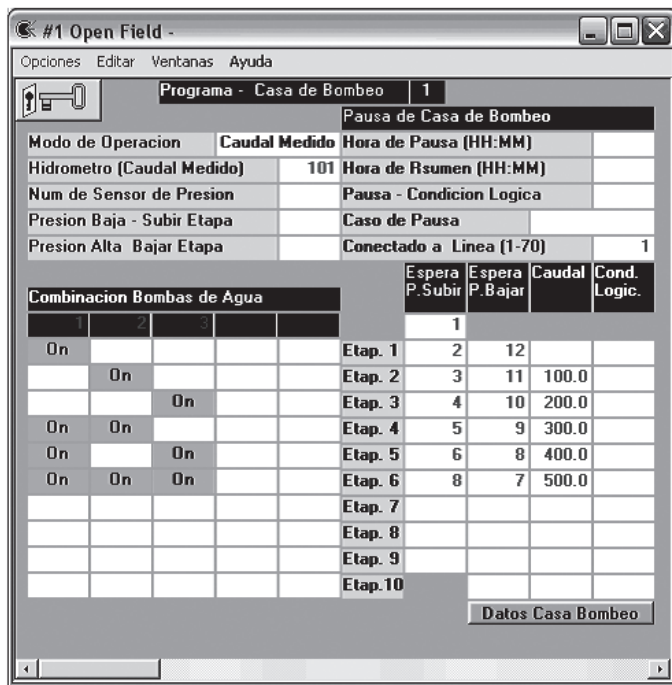 #1 Open Field -
Opciones Editar Ventanas Ayuda
Programa - Casa de Bombeo 1
Pausa de Casa de Bombeo
Modo de Operacion Caudal Medido Hora de Pausa (HH:MM)
Hidrometro (Caudal Medido) 101 Hora de Rsumen (HH:MM)
Num de Sensor de Presion Pausa - Condicion Logica
Presion Baja - Subir Etapa Caso de Pausa
Presion Alta Bajar Etapa Conectado a Linea (1-70) 1
Espera Espera Caudal Cond.
Combinacion Bombas de Agua P.Subir P.Bajar Logic.
1 2 3 1
On Etap. 1 2 12
On Etap. 2 3 11 100.0
On Etap. 3 4 10 200.0
On On Etap. 4 5 9 300.0
On On Etap. 5 6 8 400.0
On On On Etap. 6 8 7 500.0
Etap. 7
Etap. 8
Etap. 9
Etap.10
Datos Casa Bombeo